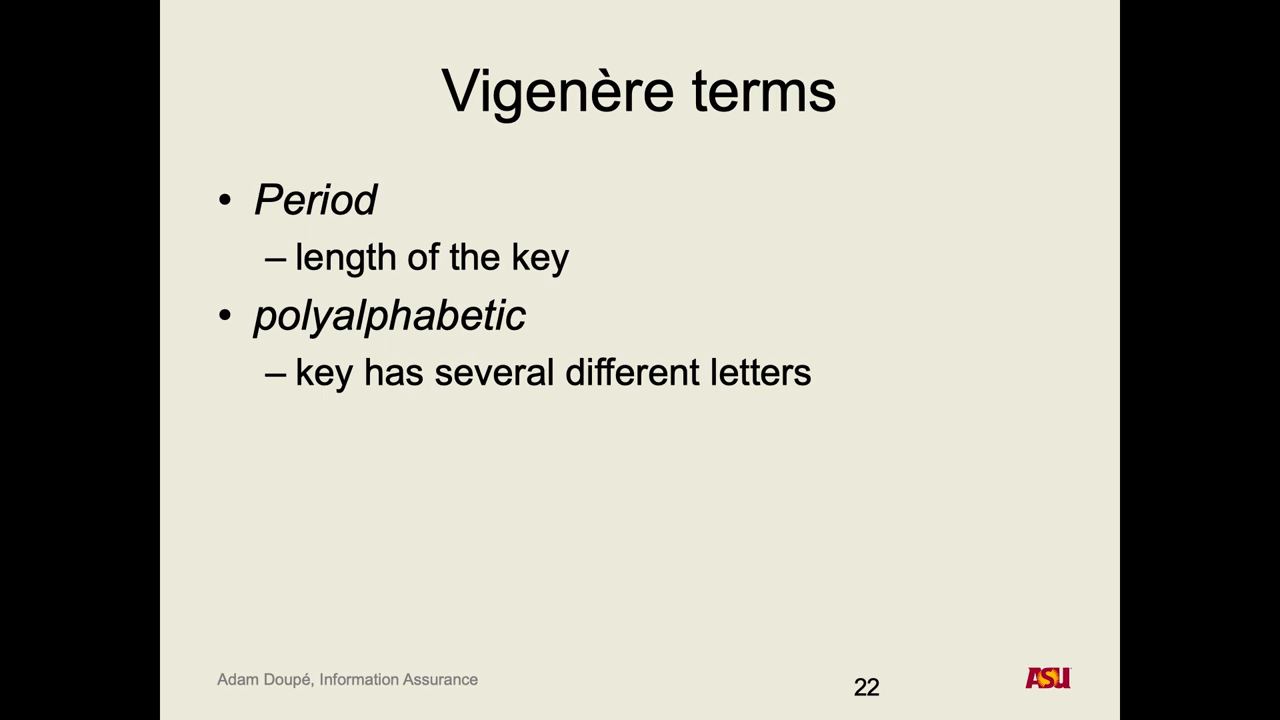 Vigenère terms
• Period
– length of the key
• polyalphabetic
– key has several different letters
Adam Doupé, Information Assurance
22
ASU